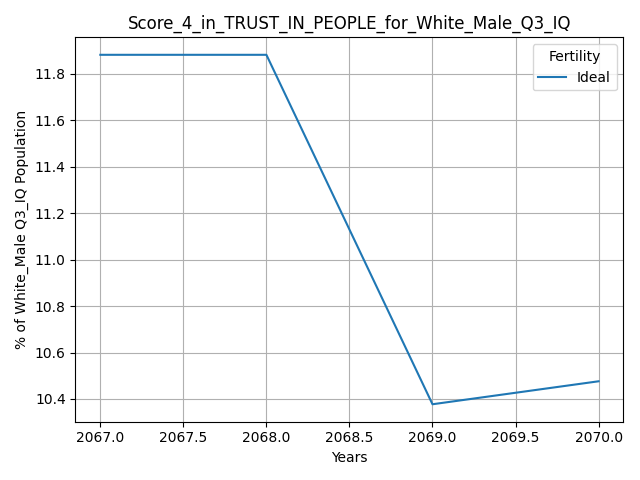 Score_4_in_TRUST_IN_PEOPLE_for_White_Male_Q3_IQ
Fertility
Ideal
% of White_Male Q3_IQ Population
11.8
11.6
11.4
11.2
11.0
10.8
10.6
10.4
2067.0 2067.5 2068.0 2068.5 2069.0 2069.5 2070.0
Years